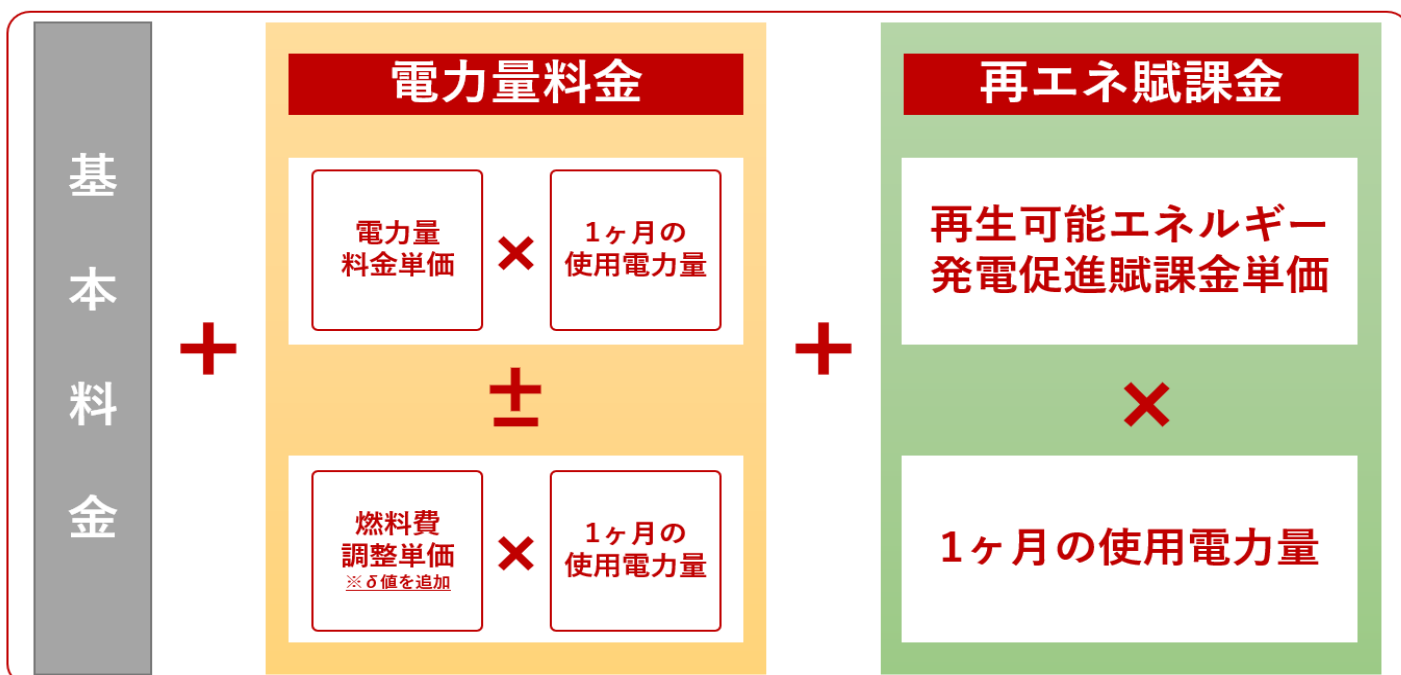 基本料金
+
電力量料金
電力量
料金単価
×
1ヶ月の
使用電力量
±
燃料費
調整単価
※δ値を追加
×
1ヶ月の
使用電力量
+
再エネ賦課金
再生可能エネルギー
発電促進賦課金単価
×
1ヶ月の使用電力量